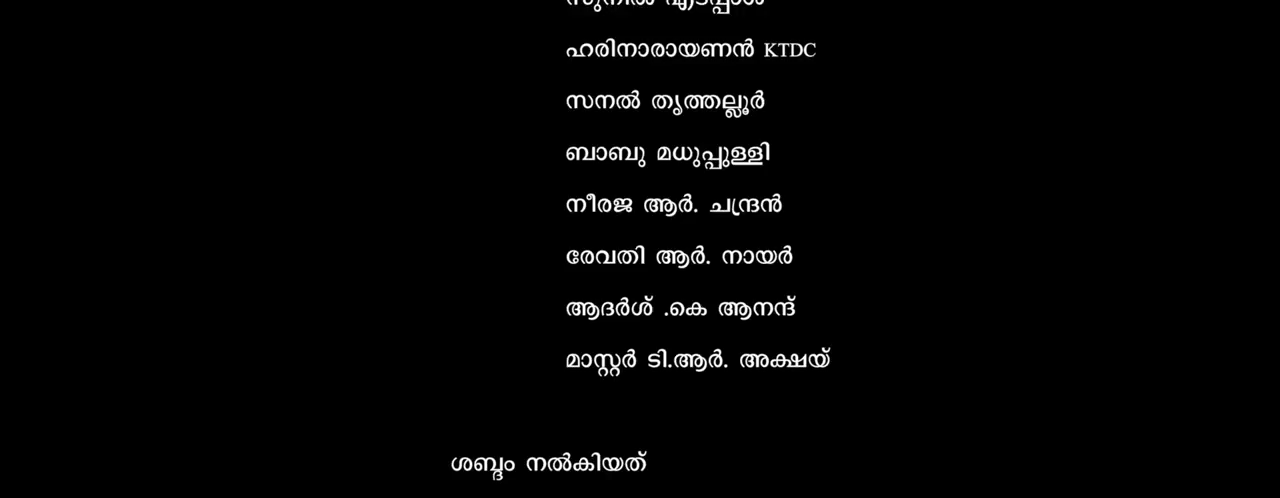 സുനിൽ എടപ്പാൾ
ഹരിനാരായണൻ KTDC
സനൽ തൃത്തല്ലൂർ
ബാബു മധുപ്പുള്ളി
നീരജ ആർ. ചന്ദ്രൻ
രേവതി ആർ. നായർ
ആദർശ് .കെ ആനന്ദ്
മാസ്റ്റർ ടി.ആർ. അക്ഷയ്
ശബ്ദം നൽകിയത്